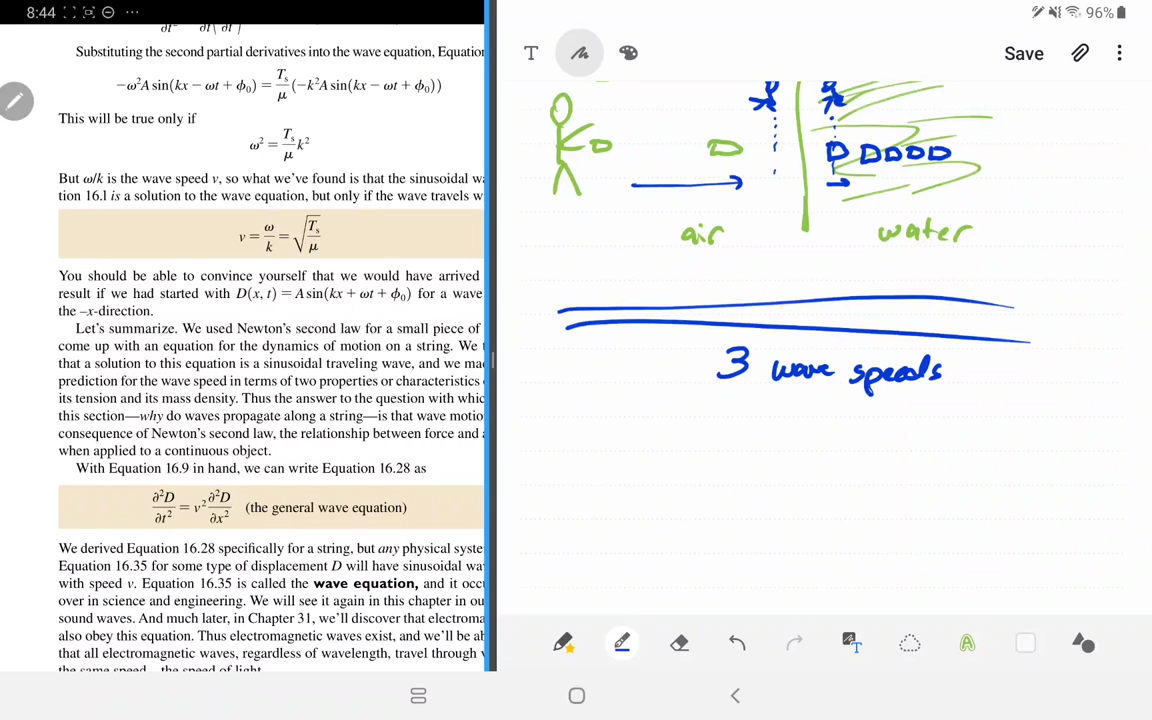 8:44
96%
Substituting the second partial derivatives into the wave equation, Equation
−ω²A sin(kx − ωt + ϕ₀) = Tₛ/μ (−k²A sin(kx − ωt + ϕ₀))
This will be true only if
ω² = Tₛ/μ k²
But ω/k is the wave speed v, so what we've found is that the sinusoidal
tion 16.1 is a solution to the wave equation, but only if the wave travels
v = ω/k = √(Tₛ/μ)
You should be able to convince yourself that we would have arrived
result if we had started with D(x, t) = A sin(kx + ωt + ϕ₀) for a wave
the −x-direction.
Let's summarize. We used Newton's second law for a small piece of
come up with an equation for the dynamics of motion on a string. We
that a solution to this equation is a sinusoidal traveling wave, and we
prediction for the wave speed in terms of two properties or characteristics
its tension and its mass density. Thus the answer to the question with
this section—why do waves propagate along a string—is that wave
consequence of Newton's second law, the relationship between force and
when applied to a continuous object.
With Equation 16.9 in hand, we can write Equation 16.28 as
∂²D/∂t² = v² ∂²D/∂x² (the general wave equation)
We derived Equation 16.28 specifically for a string, but any physical
Equation 16.35 for some type of displacement D will have sinusoidal
with speed v. Equation 16.35 is called the wave equation, and it
over in science and engineering. We will see it again in this chapter in
sound waves. And much later, in Chapter 31, we'll discover that
also obey this equation. Thus electromagnetic waves exist, and we'll be
that all electromagnetic waves, regardless of wavelength, travel through
the same speed—the speed of light.
T
Save
D D
D D D D D
air water
3 wave speeds
T
A